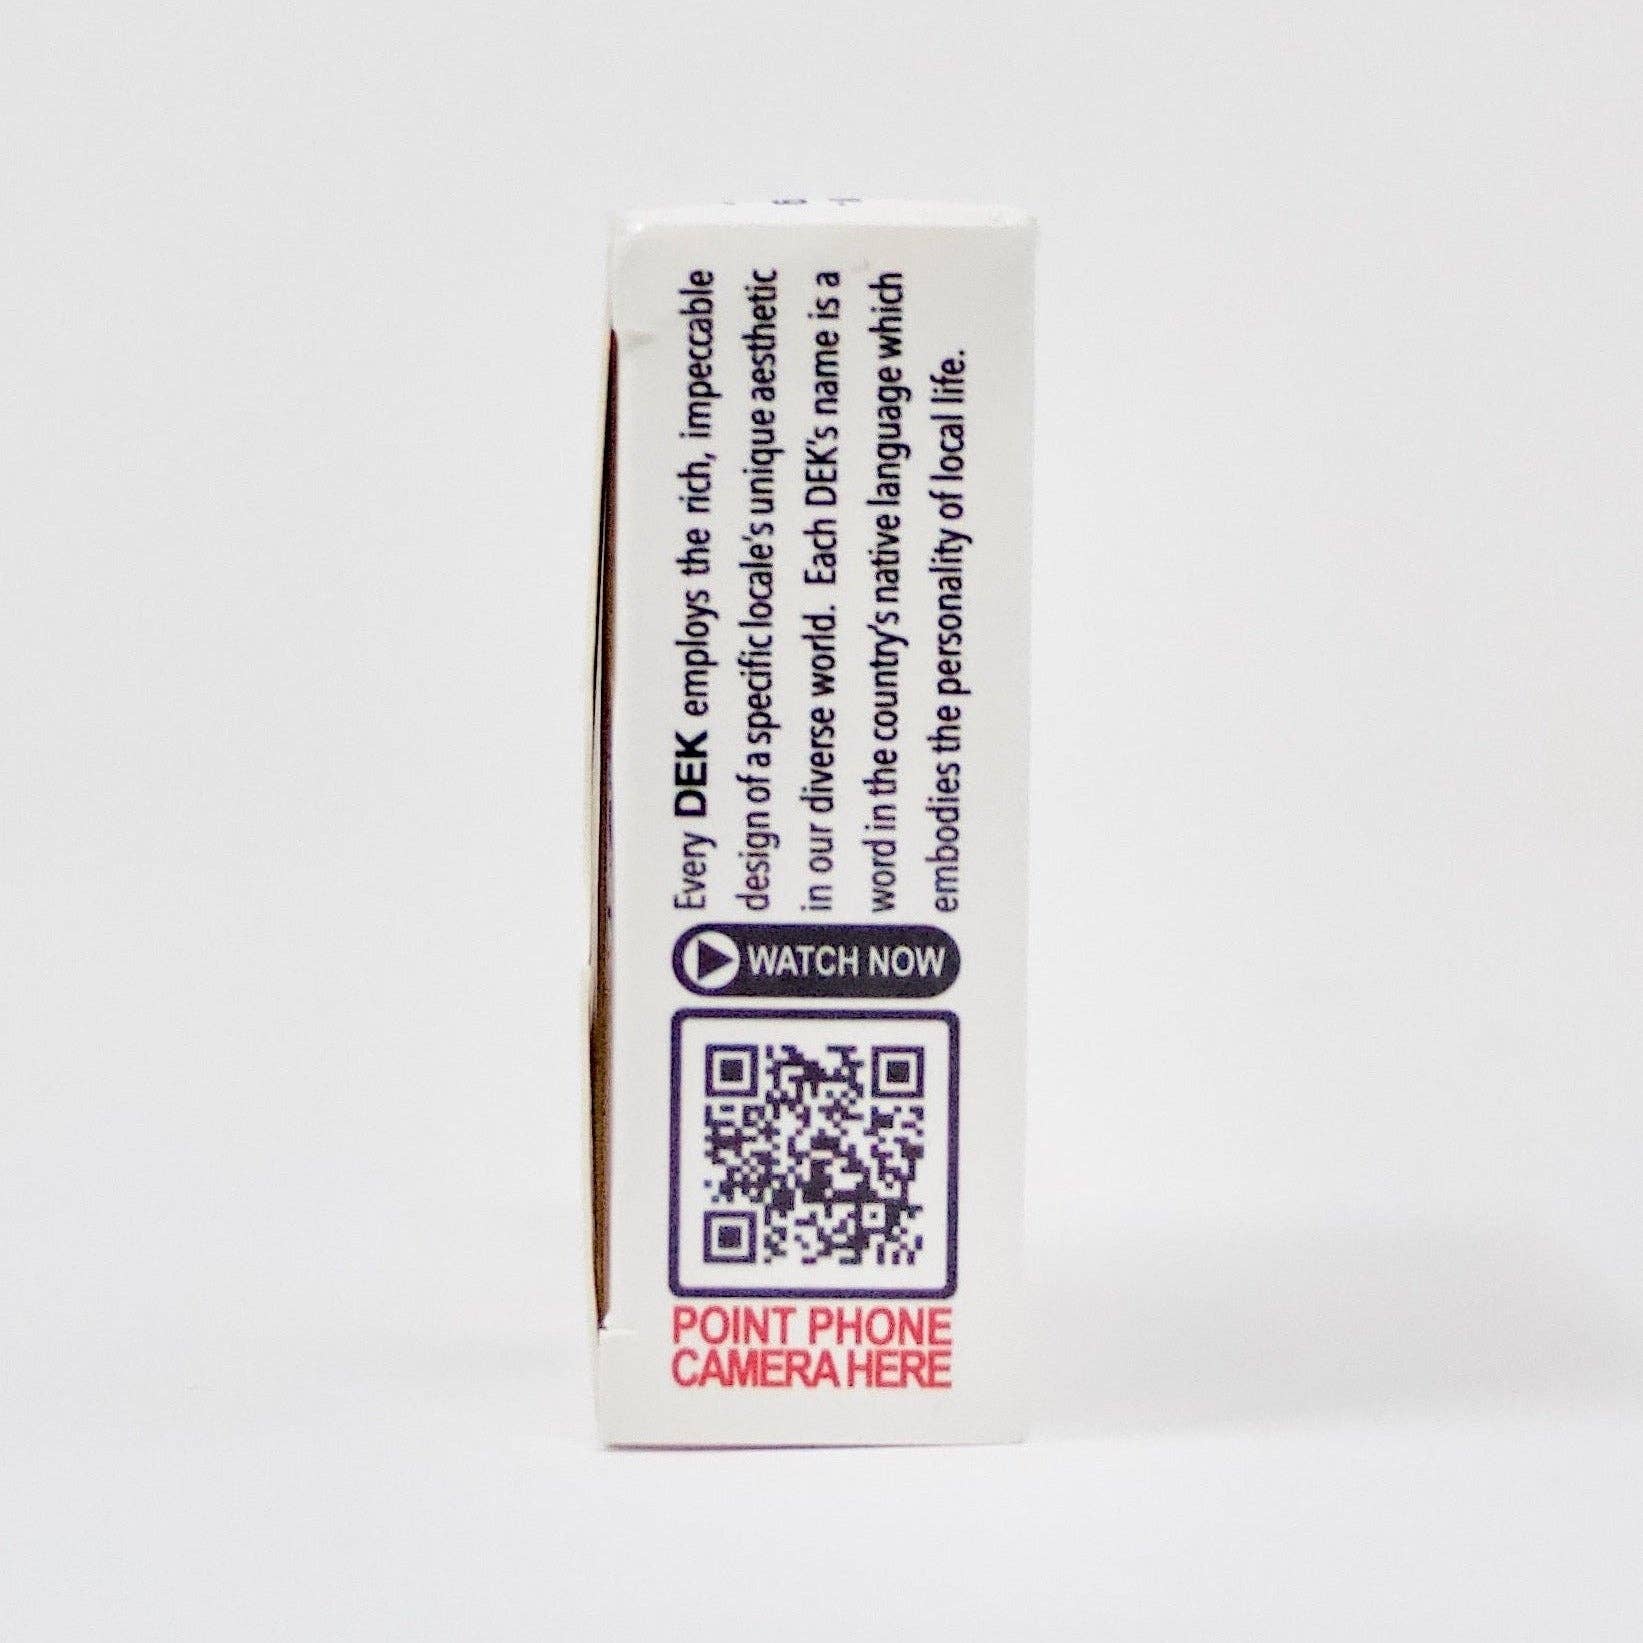 Every DEK employs the rich, impeccable
design of a specific locale's unique aesthetic
in our diverse world. Each DEK's name is a
word in the country's native language which
embodies the personality of local life.
WATCH NOW
POINT PHONE
CAMERA HERE